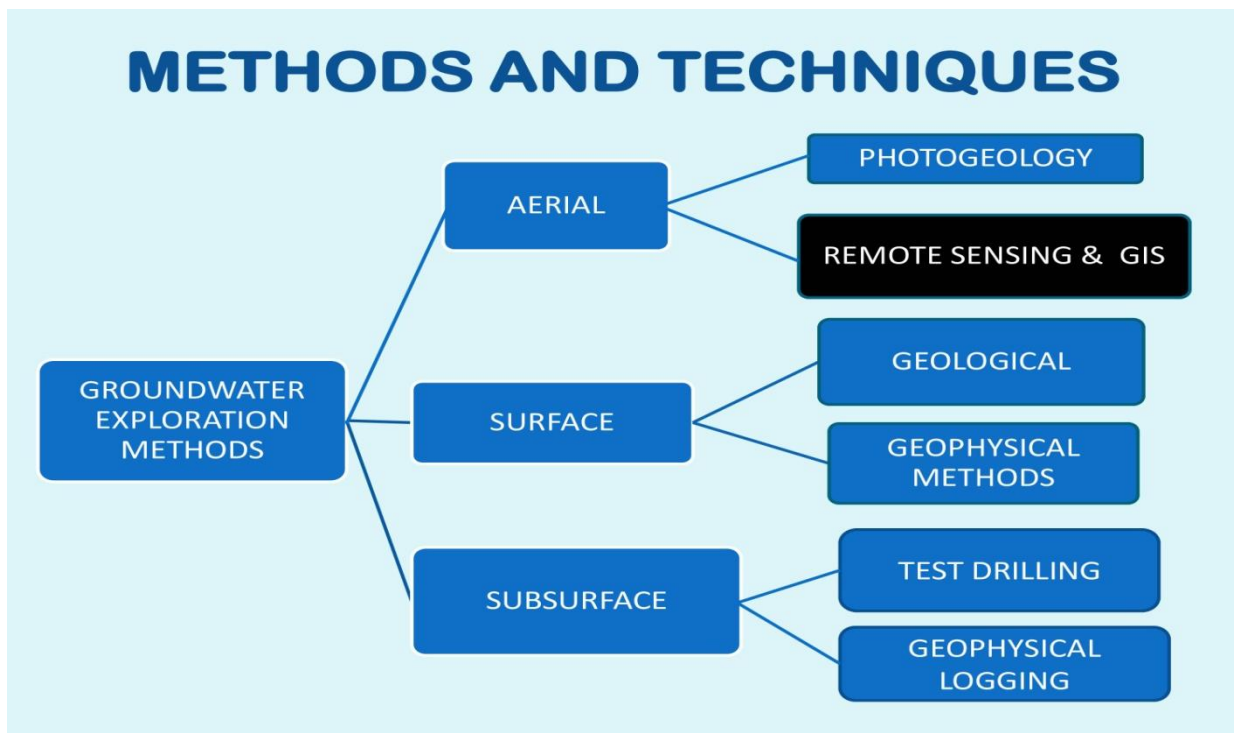 METHODS AND TECHNIQUES
GROUNDWATER
EXPLORATION
METHODS
AERIAL
PHOTOGEOLOGY
REMOTE SENSING & GIS
SURFACE
GEOLOGICAL
GEOPHYSICAL
METHODS
SUBSURFACE
TEST DRILLING
GEOPHYSICAL
LOGGING